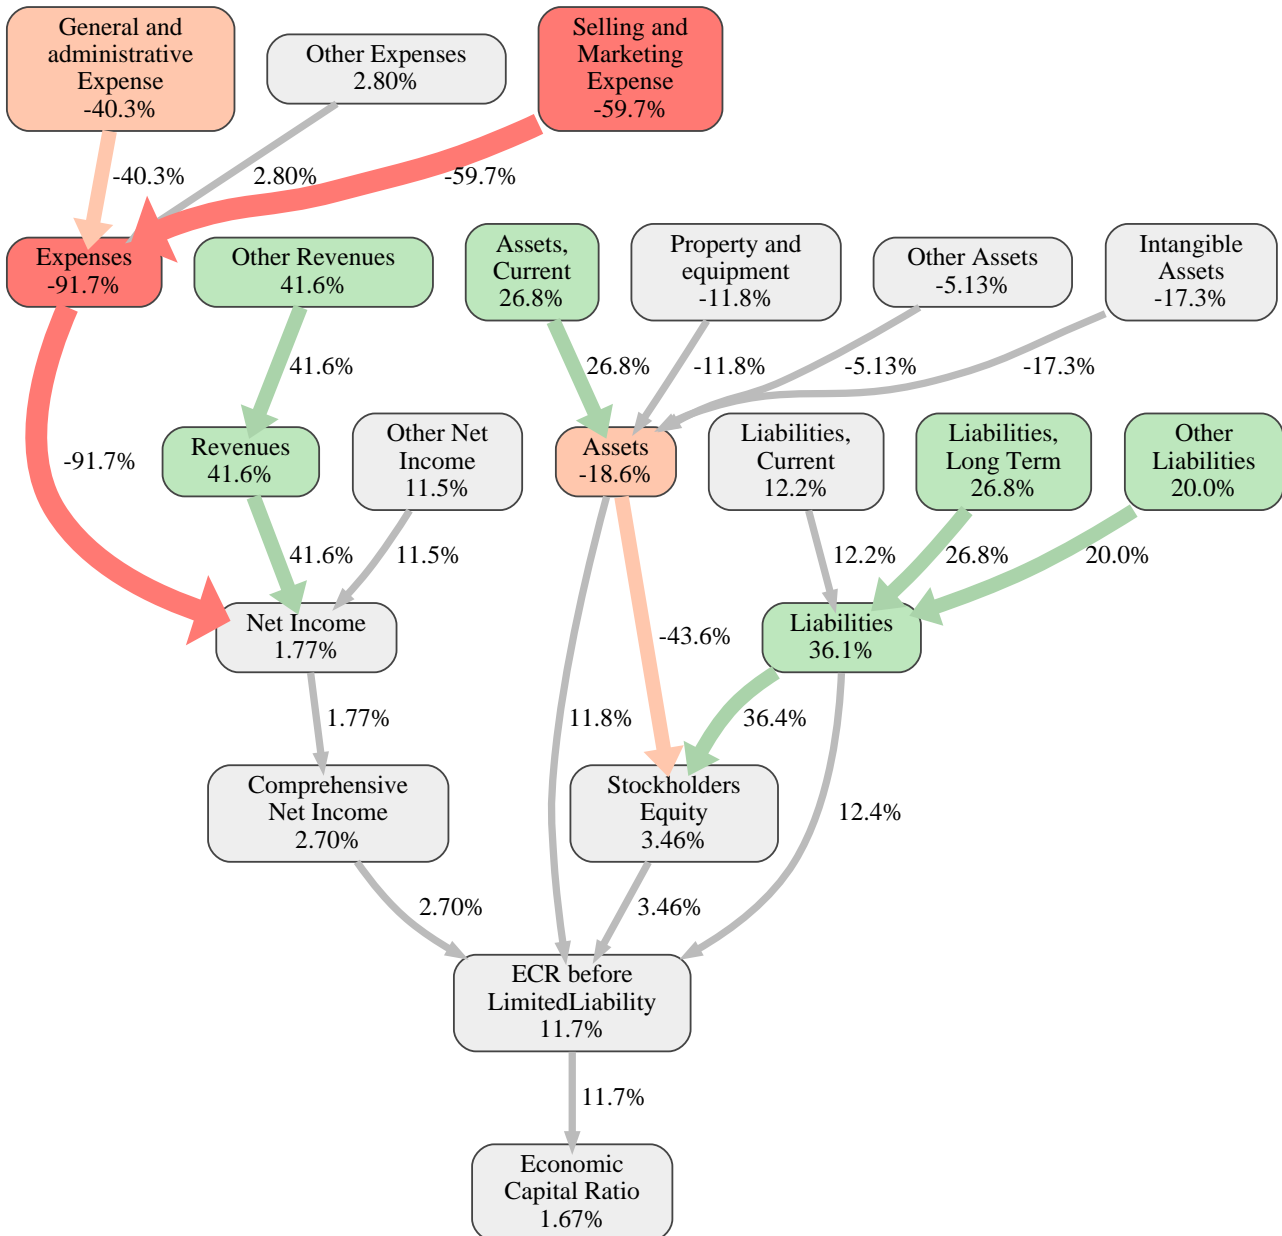 General and
administrative
Expense
-40.3%
Other Expenses
2.80%
Selling and
Marketing
Expense
-59.7%
-40.3%
2.80%
-59.7%
Expenses
-91.7%
Other Revenues
41.6%
Assets,
Current
26.8%
Property and
equipment
-11.8%
Other Assets
-5.13%
Intangible
Assets
-17.3%
41.6%
26.8%
-11.8%
-5.13%
-17.3%
-91.7%
Revenues
41.6%
Other Net
Income
11.5%
Assets
-18.6%
Liabilities,
Current
12.2%
Liabilities,
Long Term
26.8%
Other
Liabilities
20.0%
41.6%
11.5%
12.2%
26.8%
20.0%
Net Income
1.77%
-43.6%
Liabilities
36.1%
1.77%
11.8%
36.4%
Comprehensive
Net Income
2.70%
Stockholders
Equity
3.46%
12.4%
2.70%
3.46%
ECR before
LimitedLiability
11.7%
11.7%
Economic
Capital Ratio
1.67%